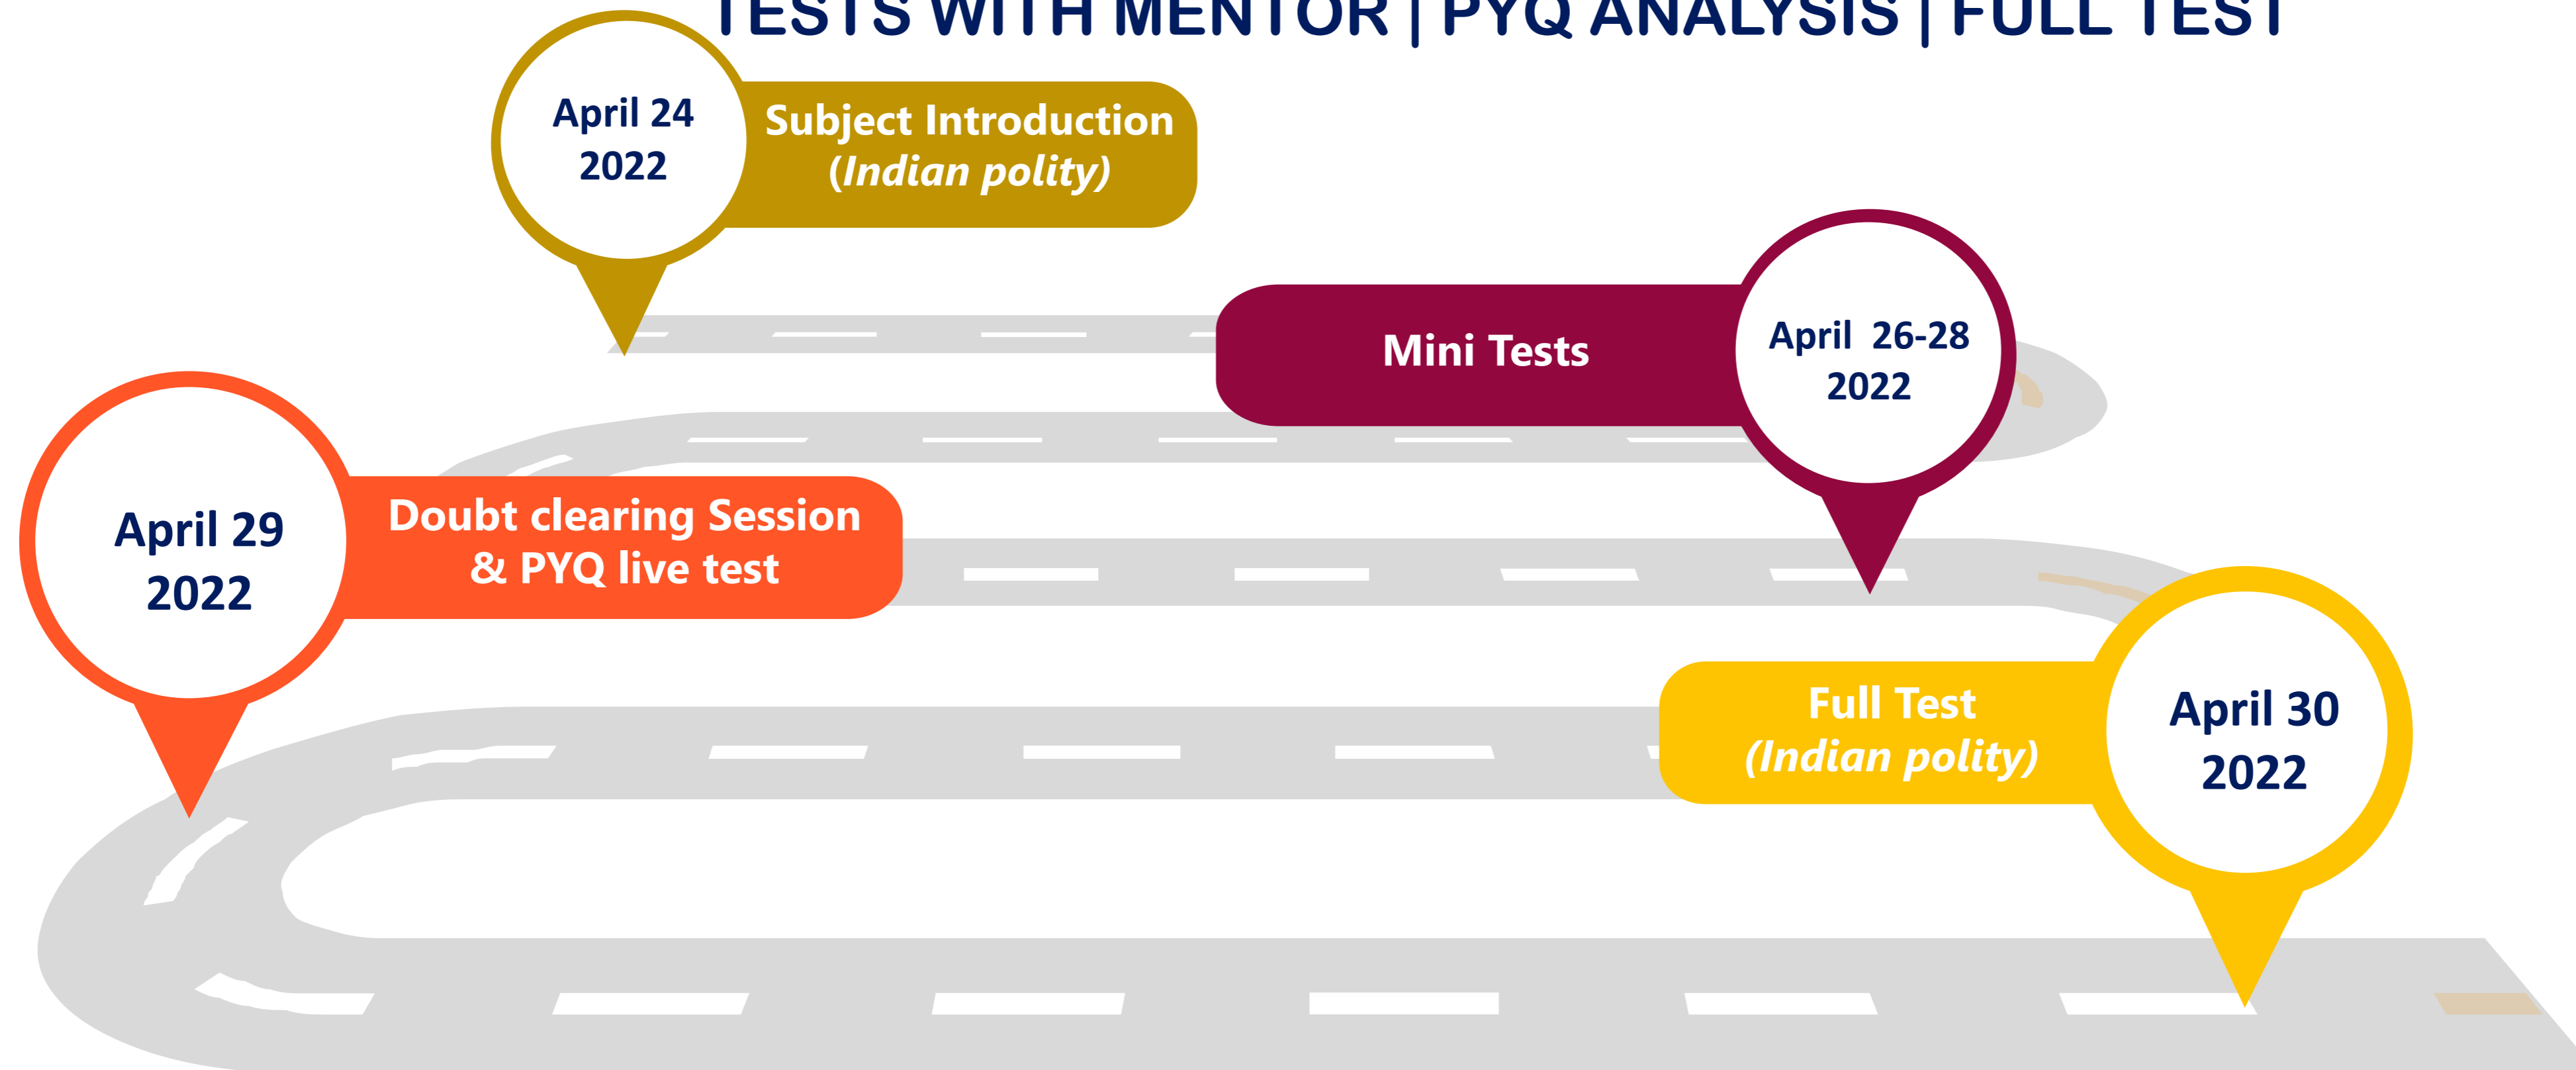 TESTS WITH MENTOR | PYQ ANALYSIS | FULL TEST
April 24
2022
Subject Introduction
(Indian polity)
Mini Tests
April 26-28
2022
April 29
2022
Doubt clearing Session
& PYQ live test
Full Test
(Indian polity)
April 30
2022